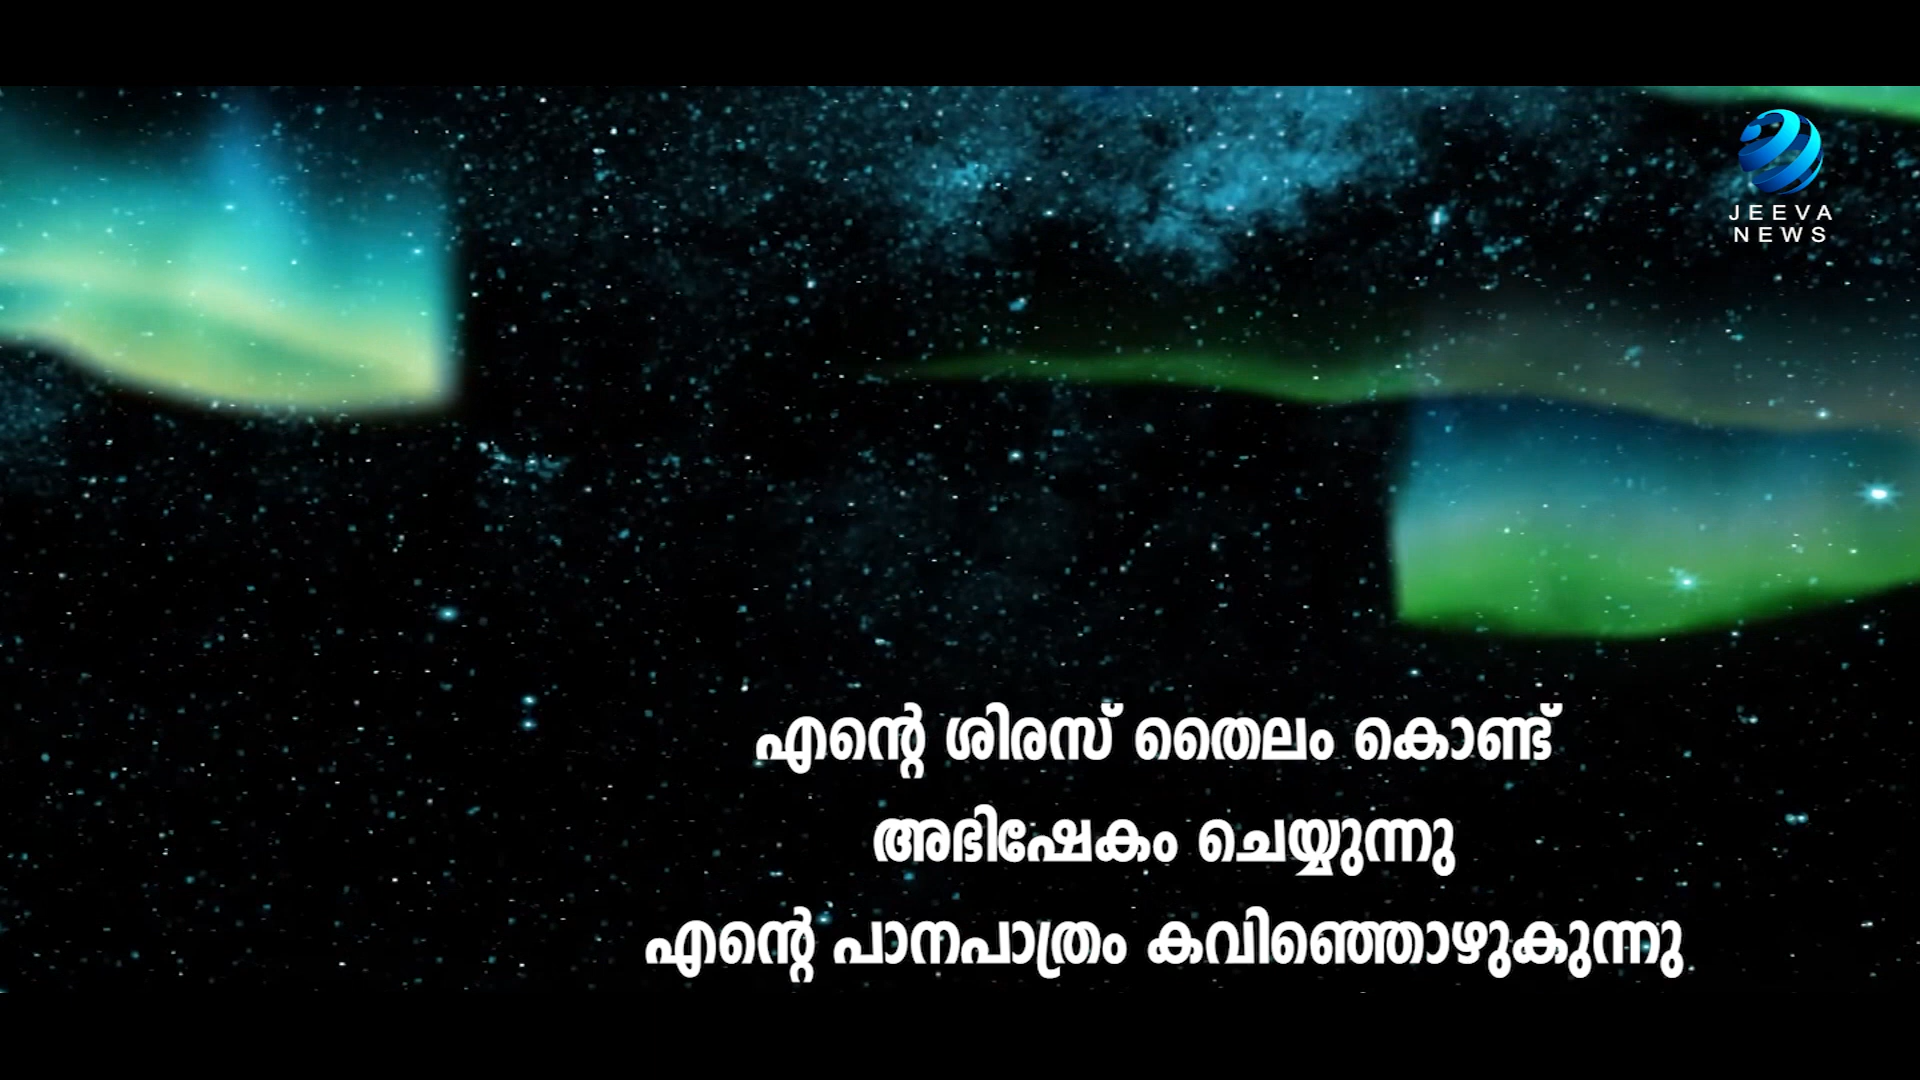 JEEVA
NEWS
എന്റെ ശിരസ് തൈലം കൊണ്ട്
അഭിഷേകം ചെയ്യുന്നു
എന്റെ പാനപാത്രം കവിഞ്ഞൊഴുകുന്നു